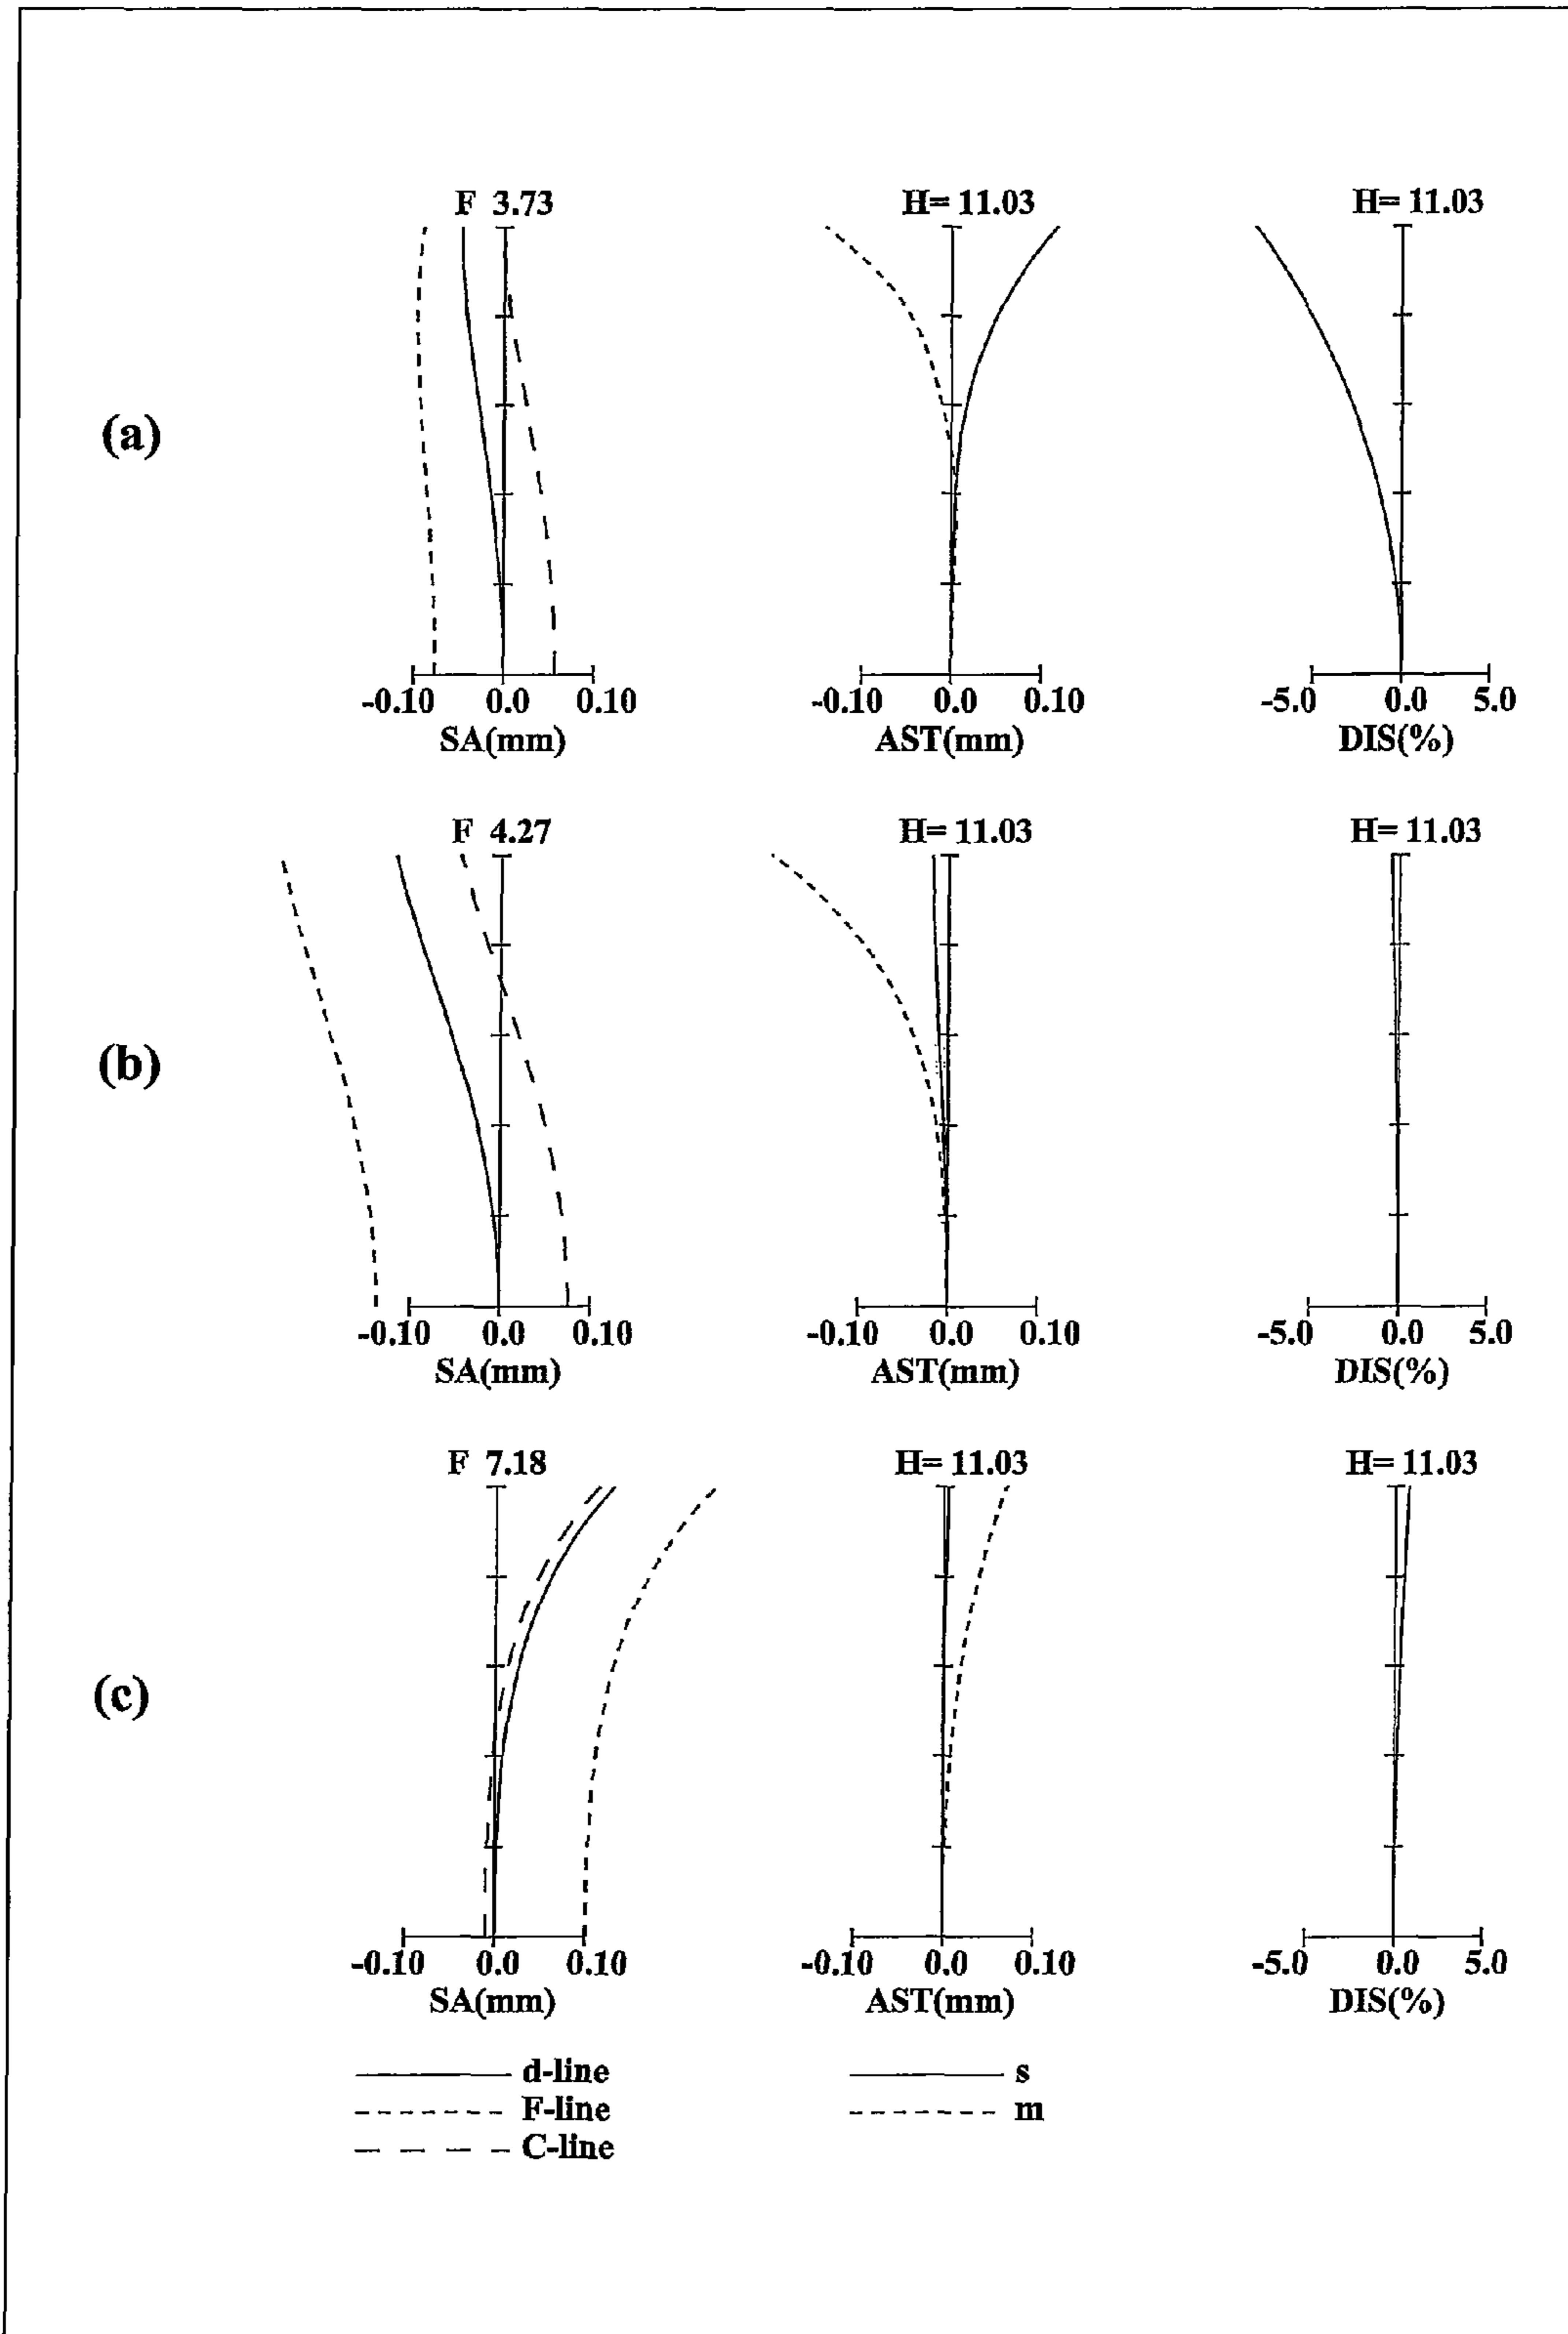 F 3.73 H= 11.03 H= 11.03
(a)
-0.10 0.0 0.10 -0.10 0.0 0.10 -5.0 0.0 5.0
SA(mm) AST(mm) DIS(%)
F 4.27 H= 11.03 H= 11.03
(b)
-0.10 0.0 0.10 -0.10 0.0 0.10 -5.0 0.0 5.0
SA(mm) AST(mm) DIS(%)
F 7.18 H= 11.03 H= 11.03
(c)
-0.10 0.0 0.10 -0.10 0.0 0.10 -5.0 0.0 5.0
SA(mm) AST(mm) DIS(%)
d-line s
F-line m
C-line